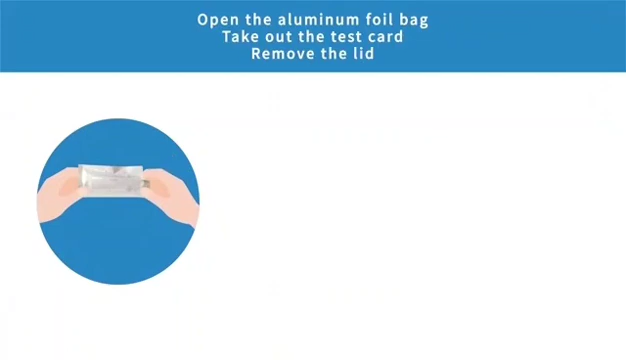 Open the aluminum foil bag
Take out the test card
Remove the lid